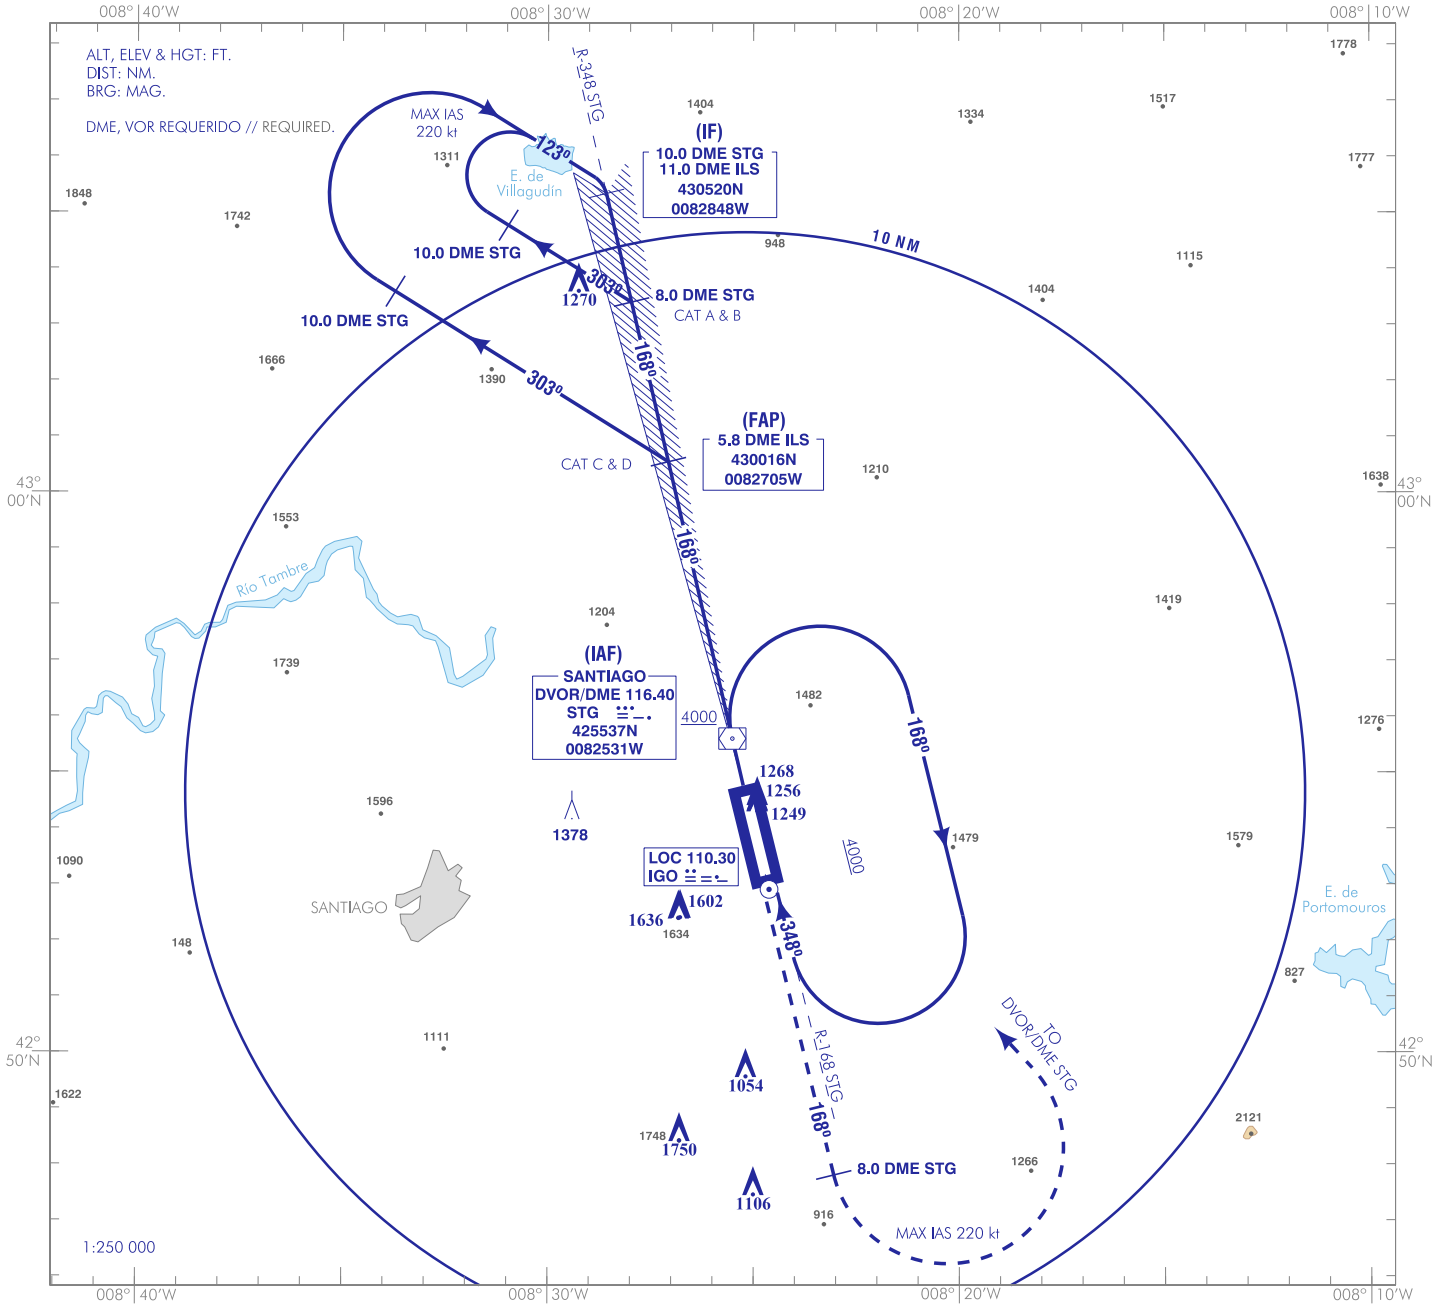 008° 40'W
008° 30'W
008° 20'W
008° 10'W
ALT, ELEV & HGT: FT.
DIST: NM.
BRG: MAG.
DME, VOR REQUERIDO // REQUIRED.
MAX IAS
220 kt
R-348 STG
1778
1517
1404
1334
1311
1777
1848
1742
123º
E. de
Villagudín
(IF)
10.0 DME STG
11.0 DME ILS
430520N
0082848W
948
10 NM
1115
1404
10.0 DME STG
303º
1270
8.0 DME STG
CAT A & B
10.0 DME STG
168º
1666
1390
303º
(FAP)
5.8 DME ILS
430016N
0082705W
CAT C & D
1210
1638
43°
00'N
43°
00'N
1553
168º
Río Tambre
1204
1419
1739
(IAF)
SANTIAGO
DVOR/DME 116.40
STG
425537N
0082531W
4000
1482
168º
1276
1268
1256
1249
1596
1378
4000
1479
1579
1090
LOC 110.30
IGO
SANTIAGO
1636
1602
1634
348º
E. de
Portomouros
148
827
1111
42°
50'N
42°
50'N
TO
DVOR/DME STG
R-168 STG
1054
168º
1622
1748
1750
2121
1266
8.0 DME STG
1106
916
MAX IAS 220 kt
1:250 000
008° 40'W
008° 30'W
008° 20'W
008° 10'W